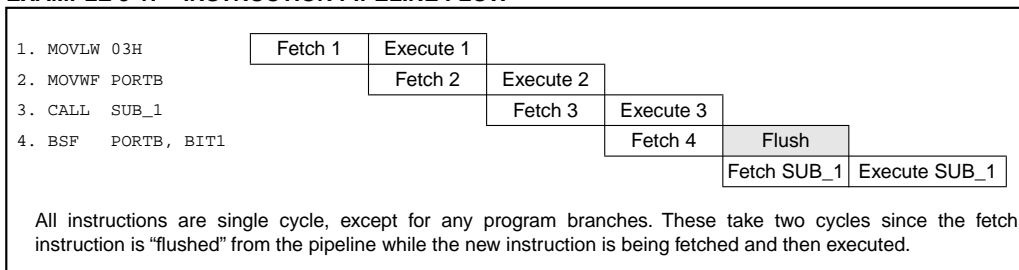 1. MOVLW 03H Fetch 1 Execute 1
2. MOVWF PORTB Fetch 2 Execute 2
3. CALL SUB_1 Fetch 3 Execute 3
4. BSF PORTB, BIT1 Fetch 4 Flush
Fetch SUB_1 Execute SUB_1
All instructions are single cycle, except for any program branches. These take two cycles since the fetch
instruction is “flushed” from the pipeline while the new instruction is being fetched and then executed.